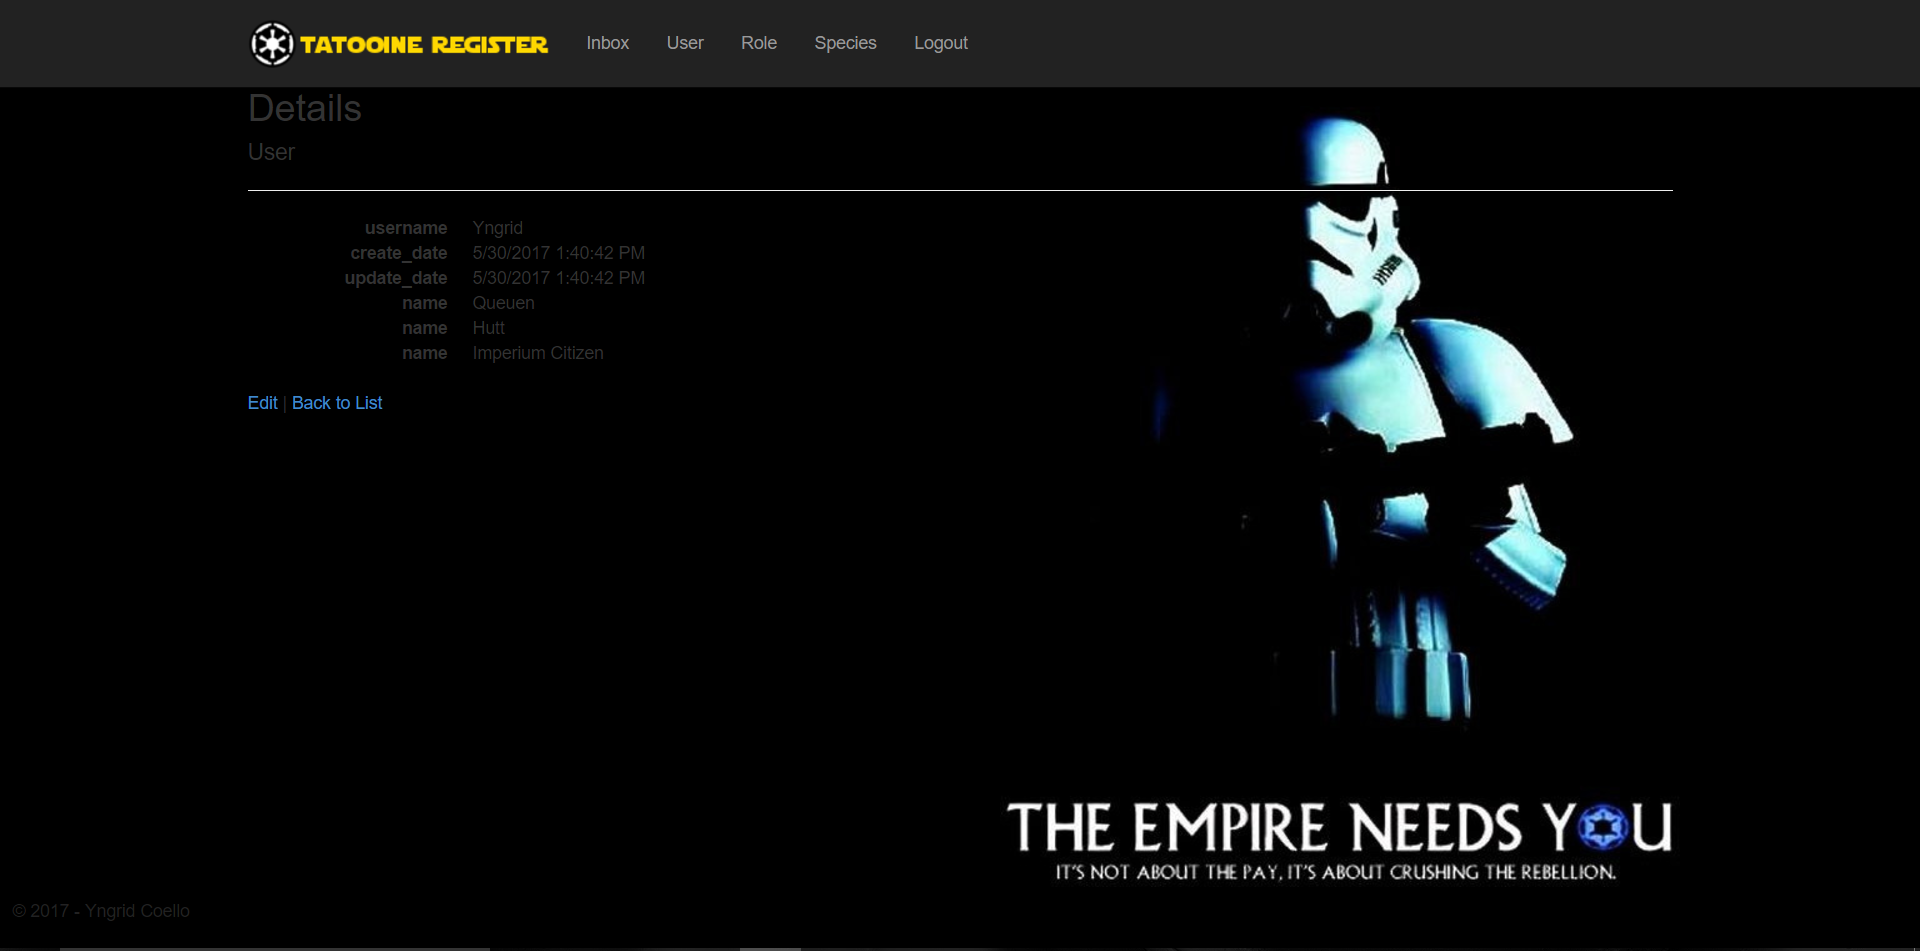 TATOOINE REGISTER Inbox User Role Species Logout
Details
User
username Yngrid
create_date 5/30/2017 1:40:42 PM
update_date 5/30/2017 1:40:42 PM
name Queuen
name Hutt
name Imperium Citizen
Edit | Back to List
THE EMPIRE NEEDS YOU
IT'S NOT ABOUT THE PAY, IT'S ABOUT CRUSHING THE REBELLION.
© 2017 - Yngrid Coello